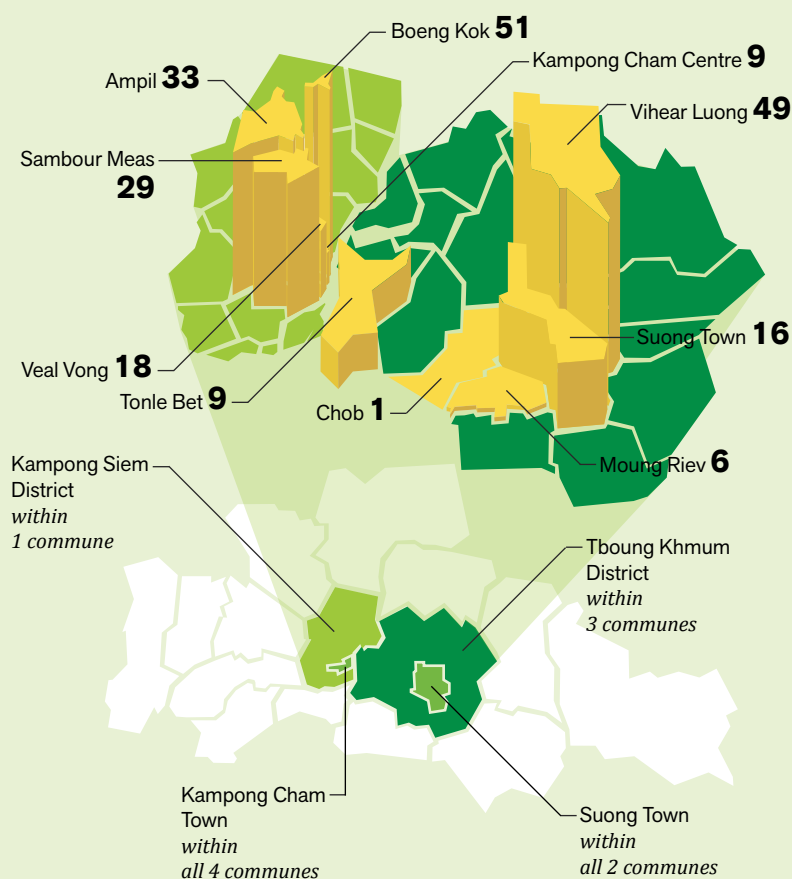 Boeng Kok 51
Kampong Cham Centre 9
Ampil 33
Vihear Luong 49
Sambour Meas
29
Suong Town 16
Veal Vong 18
Tonle Bet 9
Chob 1
Moung Riev 6
Kampong Siem
District
within
1 commune
Tboung Khmum
District
within
3 communes
Kampong Cham
Town
within
all 4 communes
Suong Town
within
all 2 communes